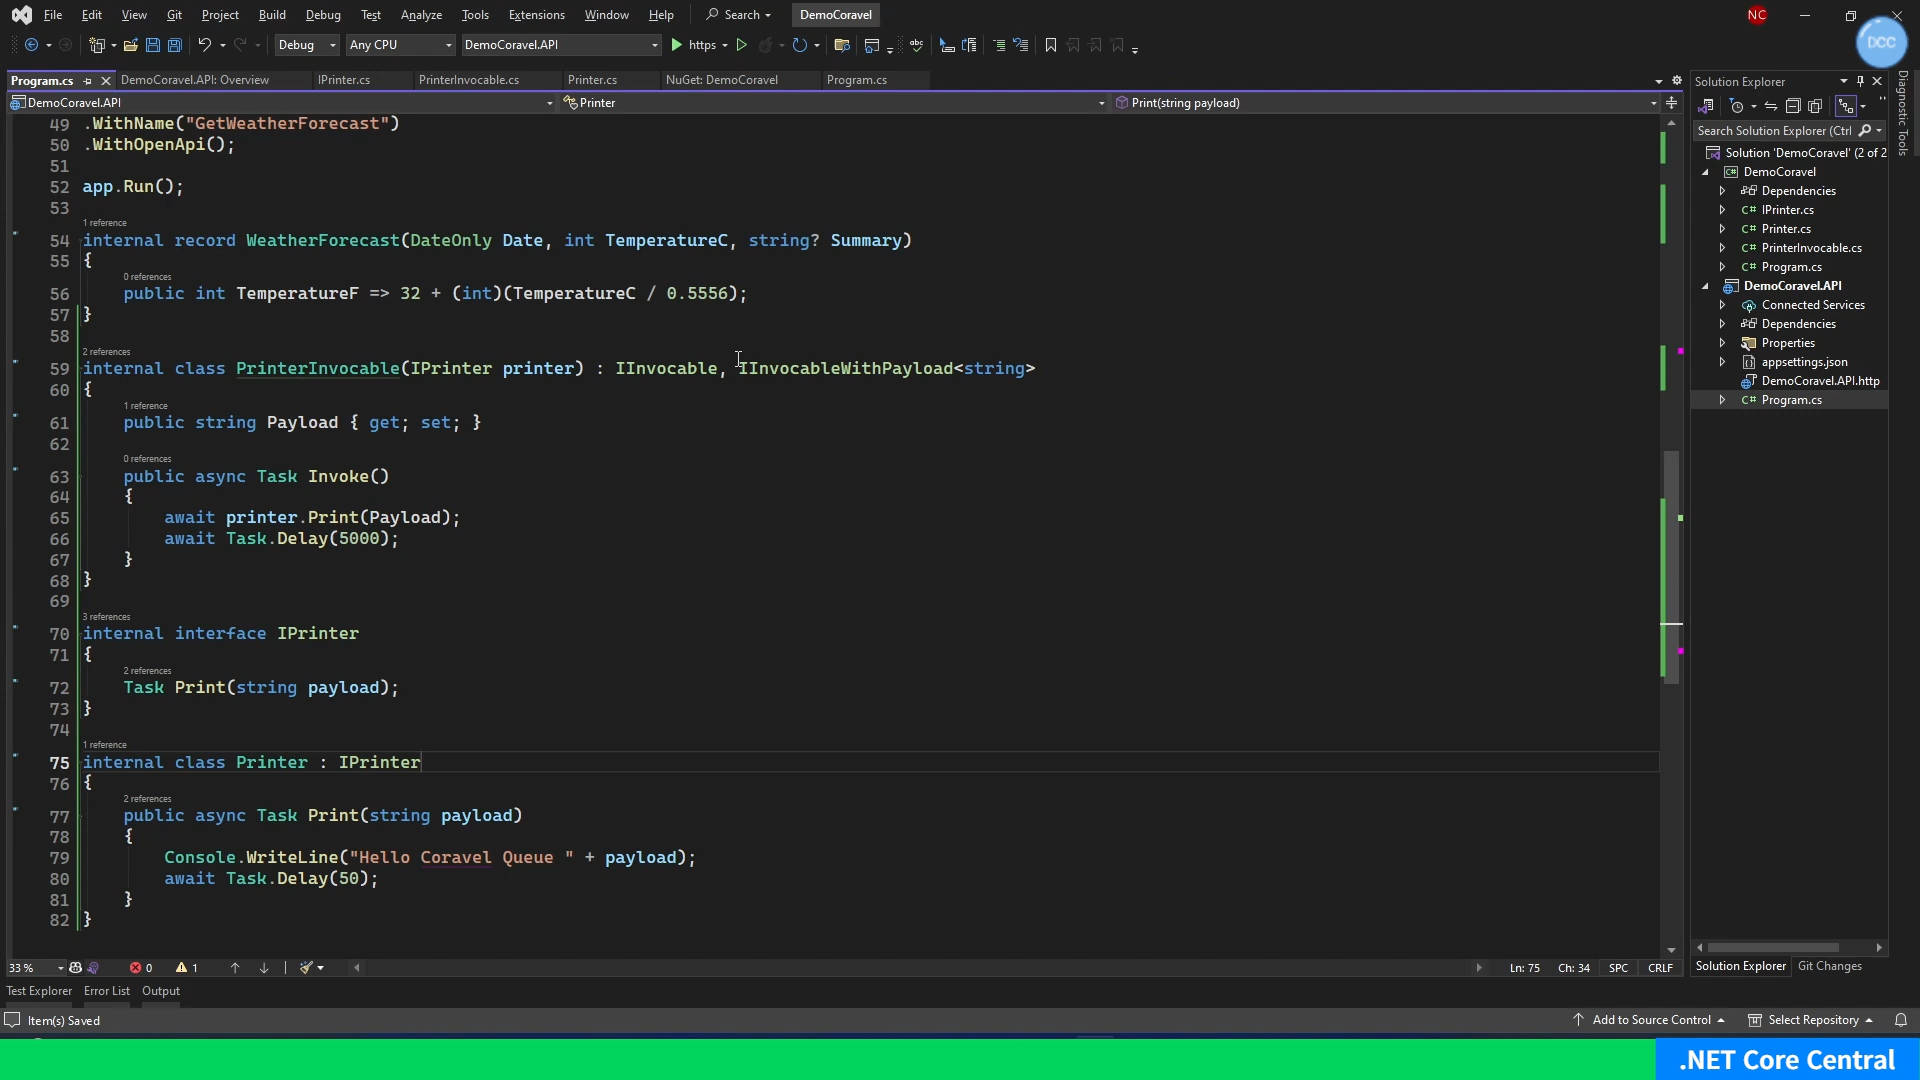 File Edit View Git Project Build Debug Test Analyze Tools Extensions Window Help Search DemoCoravel NC
Debug Any CPU DemoCoravel.API https DCC
Program.cs DemoCoravel.API: Overview IPrinter.cs PrinterInvocable.cs Printer.cs NuGet: DemoCoravel Program.cs
DemoCoravel.API Printer Print(string payload)
49 .WithName("GetWeatherForecast")
50 .WithOpenApi();
51
52 app.Run();
53
1 reference
54 internal record WeatherForecast(DateOnly Date, int TemperatureC, string? Summary)
55 {
0 references
56 public int TemperatureF => 32 + (int)(TemperatureC / 0.5556);
57 }
58
2 references
59 internal class PrinterInvocable(IPrinter printer) : IInvocable, IInvocableWithPayload<string>
60 {
1 reference
61 public string Payload { get; set; }
62
0 references
63 public async Task Invoke()
64 {
65 await printer.Print(Payload);
66 await Task.Delay(5000);
67 }
68 }
69
3 references
70 internal interface IPrinter
71 {
2 references
72 Task Print(string payload);
73 }
74
1 reference
75 internal class Printer : IPrinter
76 {
2 references
77 public async Task Print(string payload)
78 {
79 Console.WriteLine("Hello Coravel Queue " + payload);
80 await Task.Delay(50);
81 }
82 }
33 % 0 1 Ln: 75 Ch: 34 SPC CRLF
Test Explorer Error List Output
Item(s) Saved Add to Source Control Select Repository
Solution Explorer
Search Solution Explorer (Ctrl
Solution 'DemoCoravel' (2 of 2
DemoCoravel
Dependencies
C# IPrinter.cs
C# Printer.cs
C# PrinterInvocable.cs
C# Program.cs
DemoCoravel.API
Connected Services
Dependencies
Properties
appsettings.json
DemoCoravel.API.http
C# Program.cs
Solution Explorer Git Changes
Diagnostic Tools
.NET Core Central